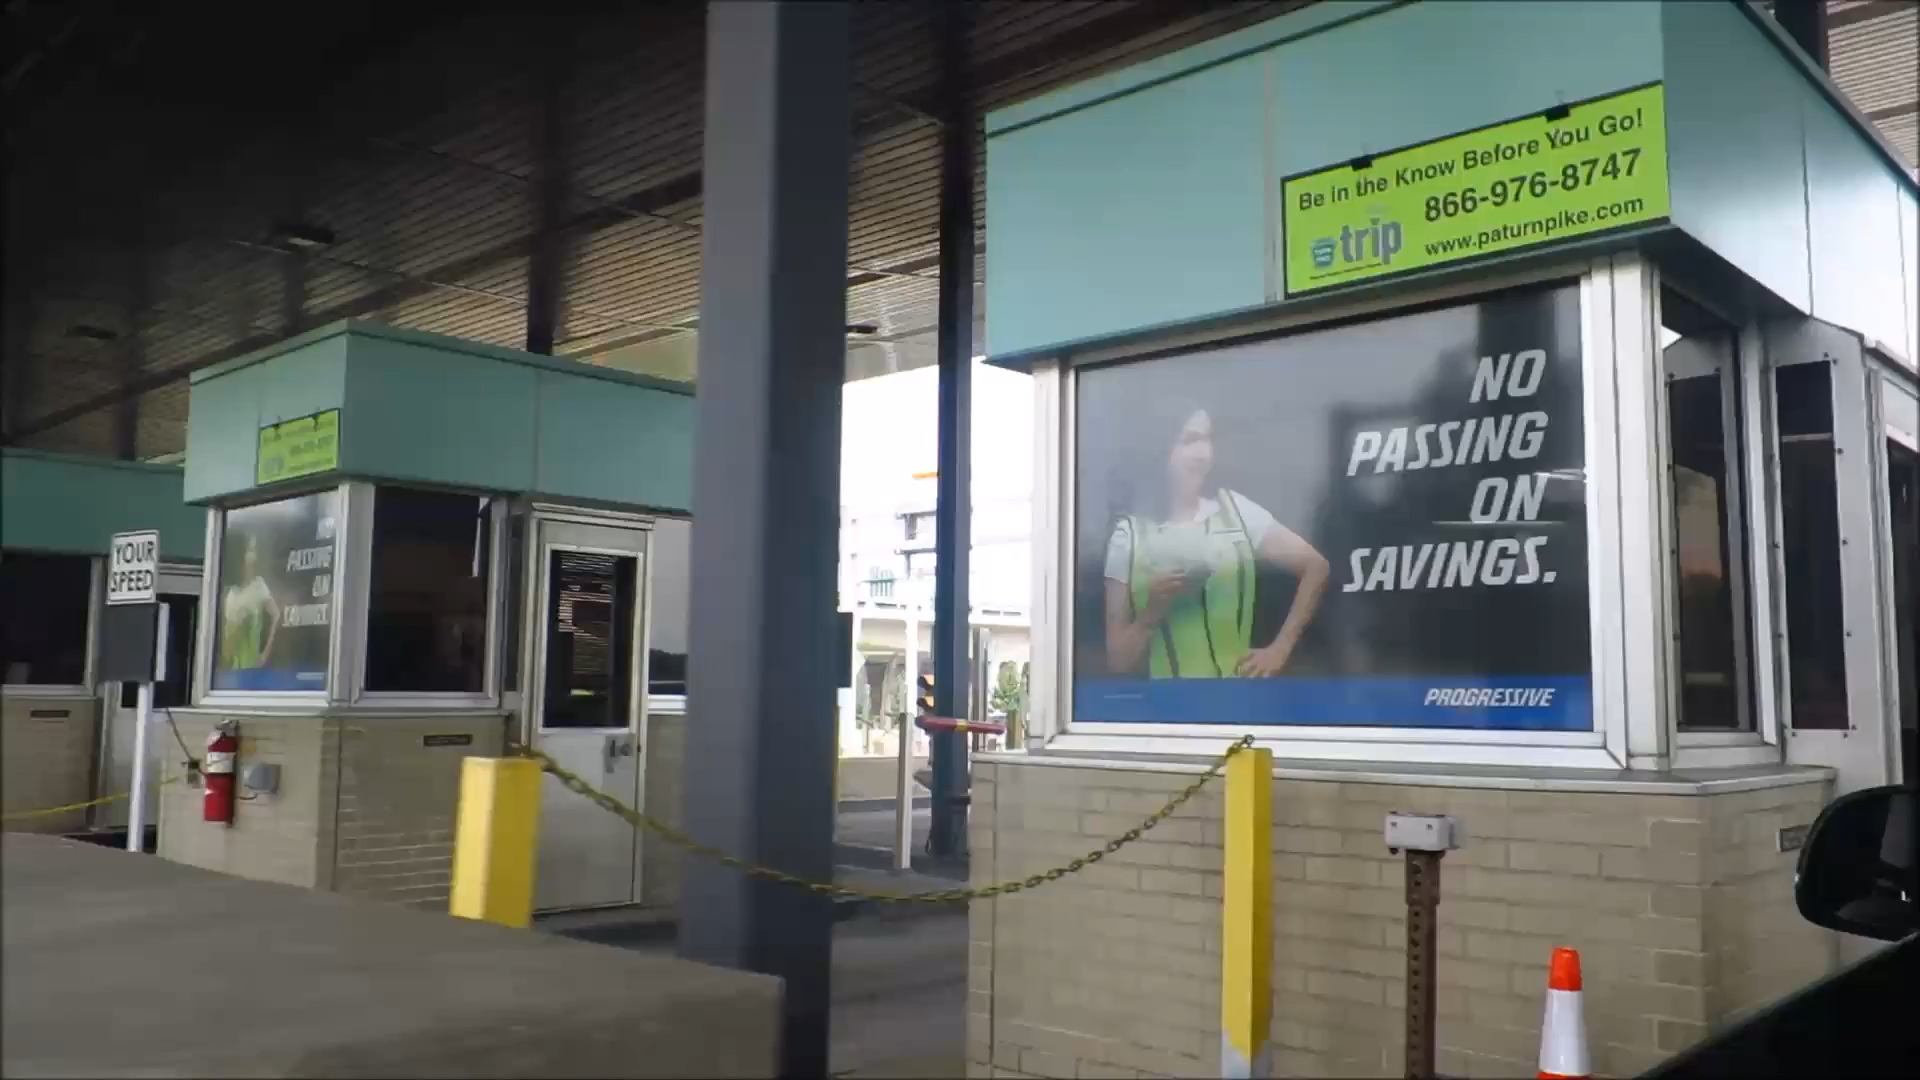 Be in the Know Before You Go!
trip
866-976-8747
www.paturnpike.com
NO
PASSING
ON
SAVINGS.
PROGRESSIVE
YOUR
SPEED
NO
PASSING
ON
SAVINGS.